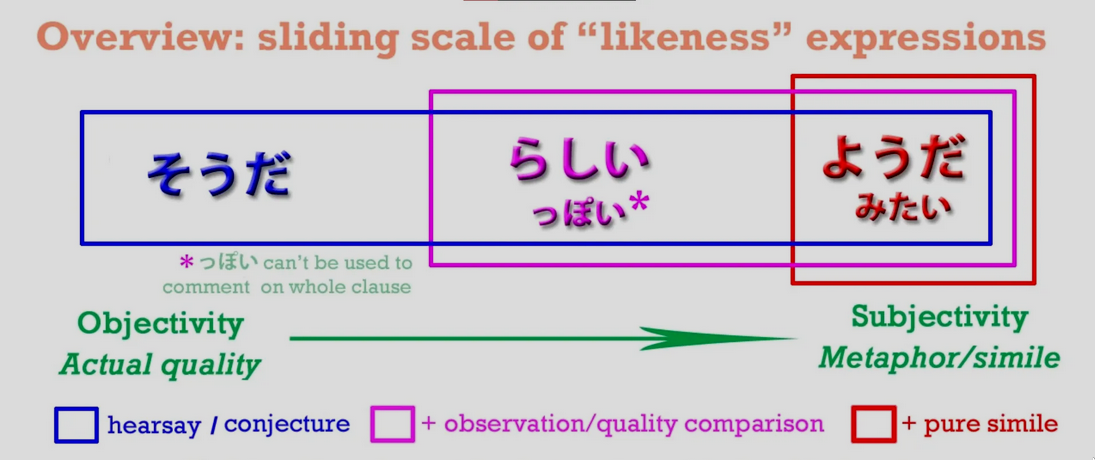 Overview: sliding scale of “likeness” expressions
そうだ
らしい
っぽい*
ようだ
みたい
* っぽい can’t be used to
comment on whole clause
Objectivity
Actual quality
Subjectivity
Metaphor/simile
hearsay / conjecture
+ observation/quality comparison
+ pure simile